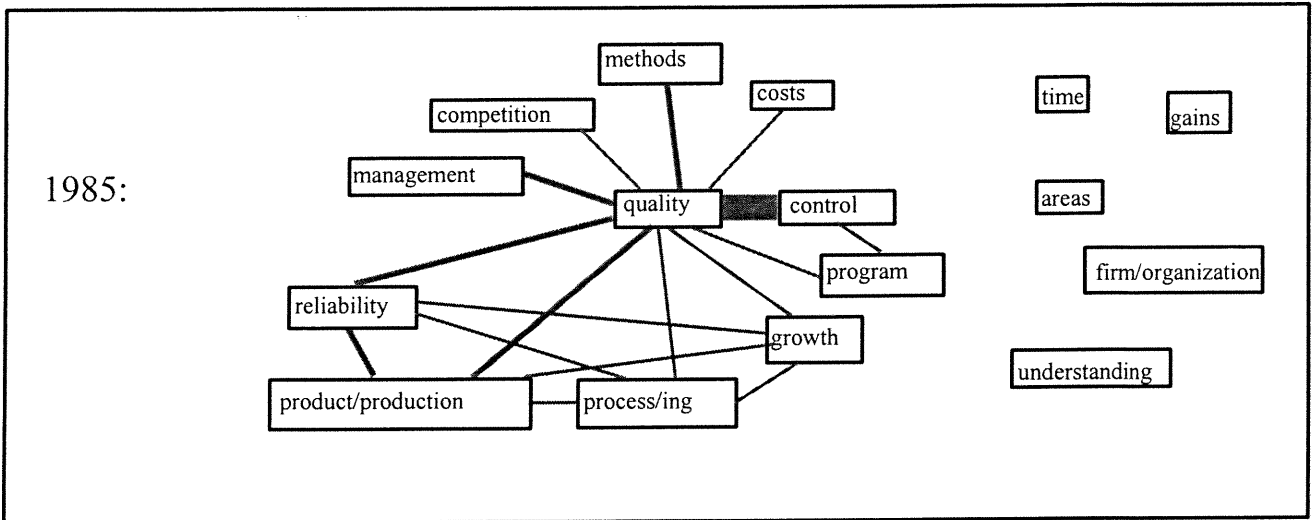 methods
costs
time
gains
competition
management
1985:
quality
control
areas
program
firm/organization
reliability
growth
understanding
product/production
process/ing